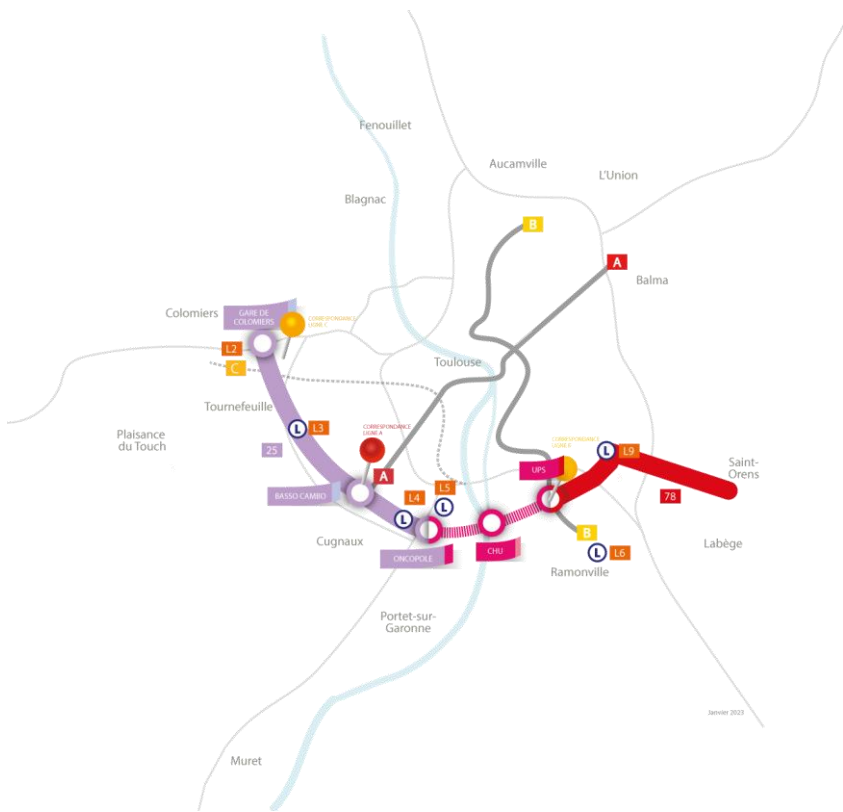 Fenouillet
Aucamville
L'Union
Blagnac
B
A
Balma
Colomiers
GARE DE
COLOMIERS
CORRESPONDANCE
LIGNE C
L2
C
Toulouse
Tournefeuille
L
L3
Plaisance
du Touch
25
CORRESPONDANCE
LIGNE A
A
BASSO CAMBO
L4
L5
L
L
UPS
CORRESPONDANCE
LIGNE B
L
L9
Saint-
Orens
78
Cugnaux
ONCOPOLE
CHU
B
L
L6
Ramonville
Labège
Portet-sur-
Garonne
Janvier 2023
Muret